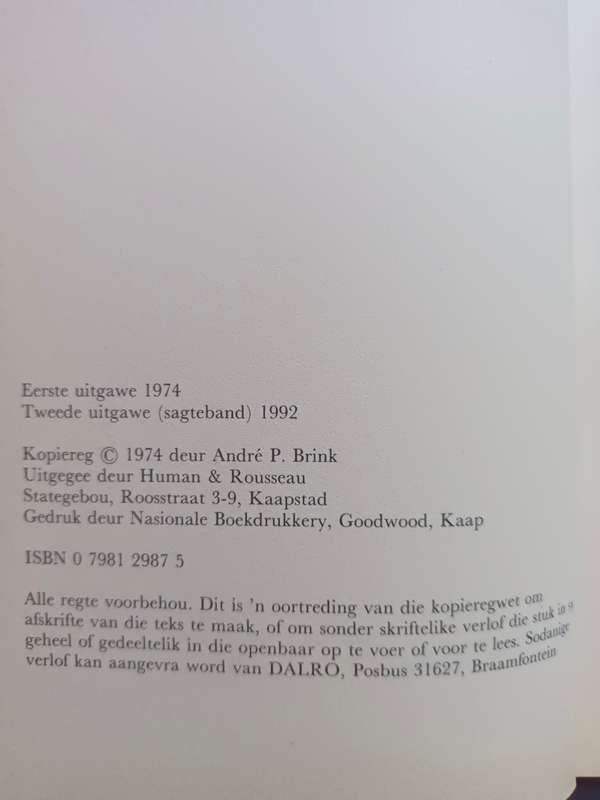 Eerste uitgawe 1974
Tweede uitgawe (sagteband) 1992
Kopiereg © 1974 deur André P. Brink
Uitgegee deur Human & Rousseau
Stategebou, Roosstraat 3-9, Kaapstad
Gedruk deur Nasionale Boekdrukkery, Goodwood, Kaap
ISBN 0 7981 2987 5
Alle regte voorbehou. Dit is 'n oortreding van die kopieregwet om
afskrifte van die teks te maak, of om sonder skriftelike verlof die stuk in
geheel of gedeeltelik in die openbaar op te voer of voor te lees. Sodanige
verlof kan aangevra word van DALRO, Posbus 31627, Braamfontein